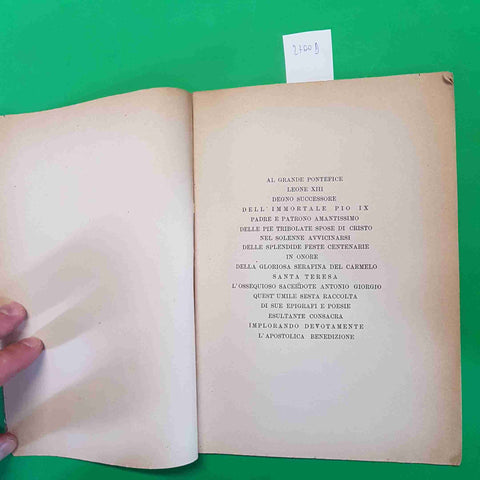 2700B
AL GRANDE PONTEFICE
LEONE XIII
DEGNO SUCCESSORE
DELL'IMMORTALE PIO IX
PADRE E PATRONO AMANTISSIMO
DELLE PIE TRIBOLATE SPOSE DI CRISTO
NEL SOLENNE AVVICINARSI
DELLE SPLENDIDE FESTE CENTENARIE
IN ONORE
DELLA GLORIOSA SERAFINA DEL CARMELO
SANTA TERESA
L'OSSEQUIOSO SACERDOTE ANTONIO GIORGIO
QUEST'UMILE SESTA RACCOLTA
DI SUE EPIGRAFI E POESIE
ESULTANTE CONSACRA
IMPLORANDO DEVOTAMENTE
L'APOSTOLICA BENEDIZIONE